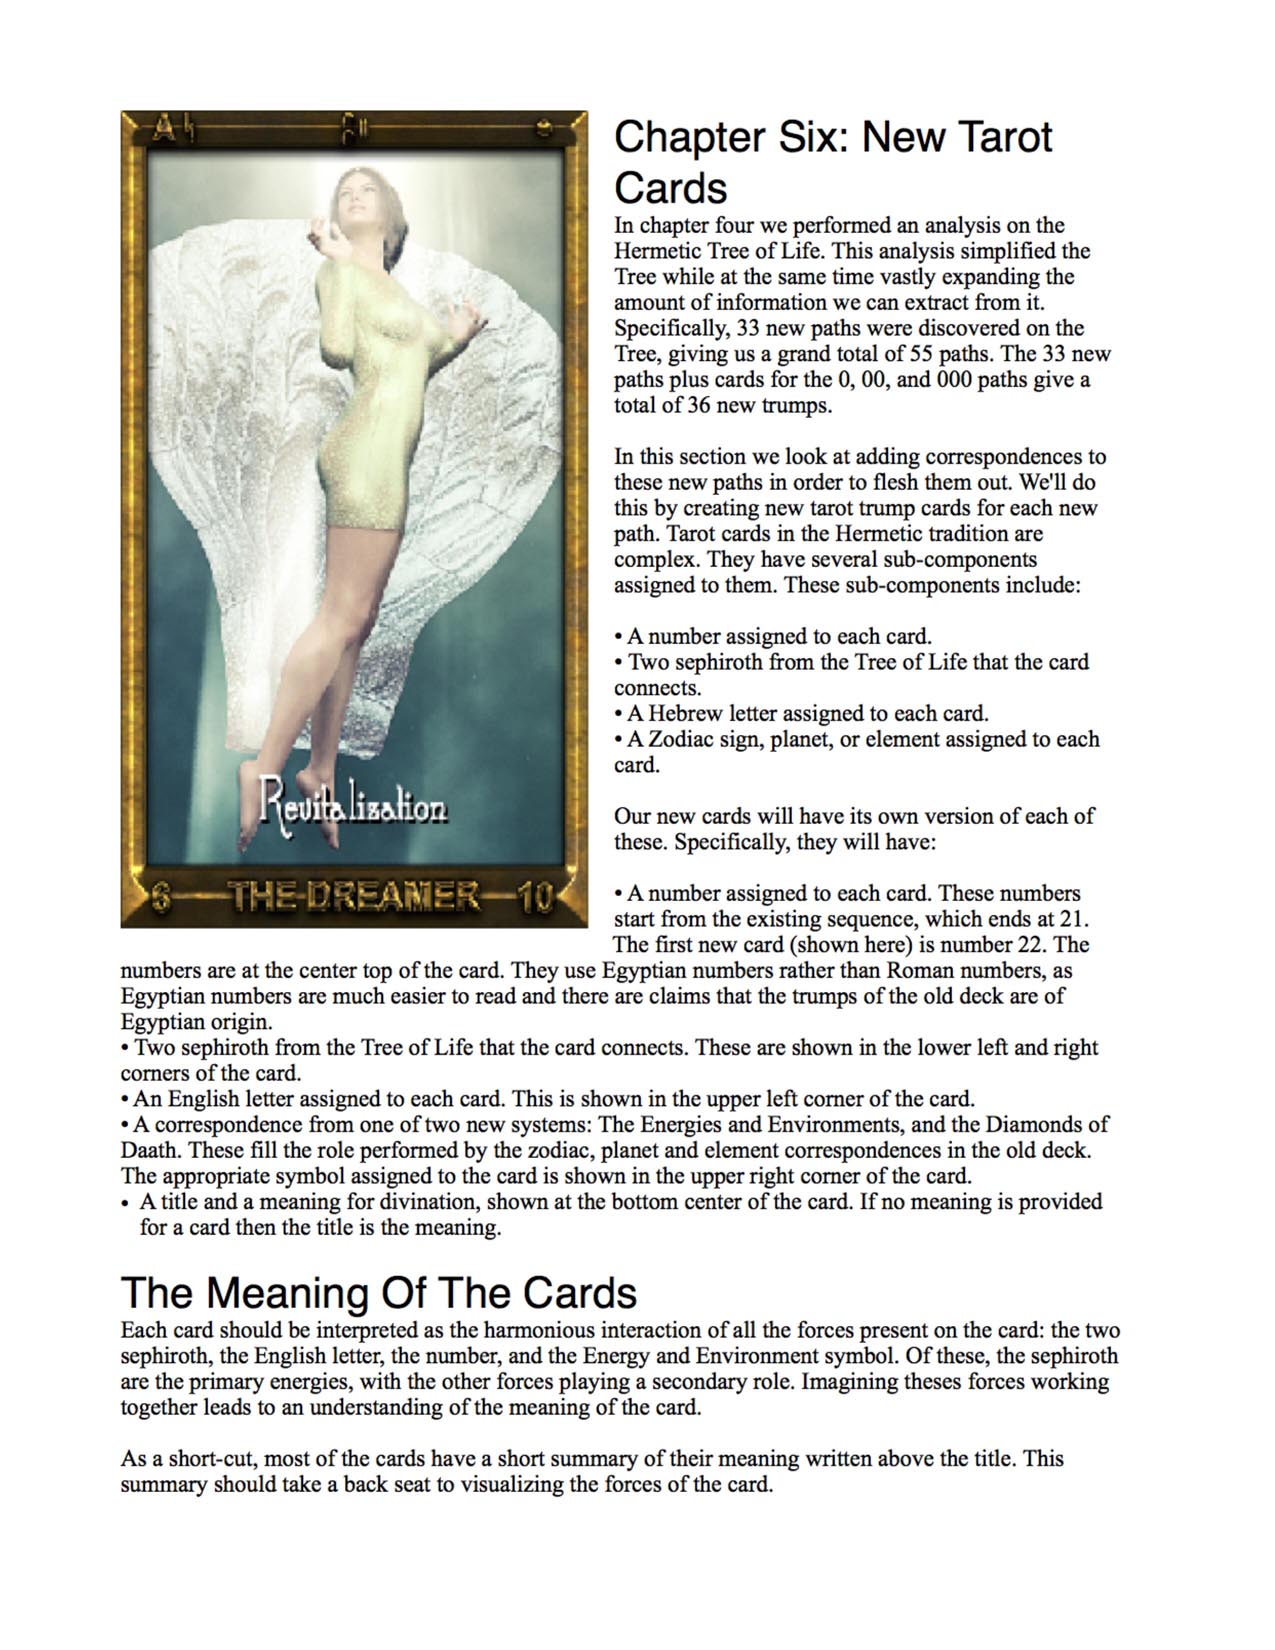 A
Revitalization
6 THE DREAMER 10
Chapter Six: New Tarot
Cards
In chapter four we performed an analysis on the
Hermetic Tree of Life. This analysis simplified the
Tree while at the same time vastly expanding the
amount of information we can extract from it.
Specifically, 33 new paths were discovered on the
Tree, giving us a grand total of 55 paths. The 33 new
paths plus cards for the 0, 00, and 000 paths give a
total of 36 new trumps.
In this section we look at adding correspondences to
these new paths in order to flesh them out. We'll do
this by creating new tarot trump cards for each new
path. Tarot cards in the Hermetic tradition are
complex. They have several sub-components
assigned to them. These sub-components include:
• A number assigned to each card.
• Two sephiroth from the Tree of Life that the card
connects.
• A Hebrew letter assigned to each card.
• A Zodiac sign, planet, or element assigned to each
card.
Our new cards will have its own version of each of
these. Specifically, they will have:
• A number assigned to each card. These numbers
start from the existing sequence, which ends at 21.
The first new card (shown here) is number 22. The
numbers are at the center top of the card. They use Egyptian numbers rather than Roman numbers, as
Egyptian numbers are much easier to read and there are claims that the trumps of the old deck are of
Egyptian origin.
• Two sephiroth from the Tree of Life that the card connects. These are shown in the lower left and right
corners of the card.
• An English letter assigned to each card. This is shown in the upper left corner of the card.
• A correspondence from one of two new systems: The Energies and Environments, and the Diamonds of
Daath. These fill the role performed by the zodiac, planet and element correspondences in the old deck.
The appropriate symbol assigned to the card is shown in the upper right corner of the card.
• A title and a meaning for divination, shown at the bottom center of the card. If no meaning is provided
for a card then the title is the meaning.
The Meaning Of The Cards
Each card should be interpreted as the harmonious interaction of all the forces present on the card: the two
sephiroth, the English letter, the number, and the Energy and Environment symbol. Of these, the sephiroth
are the primary energies, with the other forces playing a secondary role. Imagining theses forces working
together leads to an understanding of the meaning of the card.
As a short-cut, most of the cards have a short summary of their meaning written above the title. This
summary should take a back seat to visualizing the forces of the card.